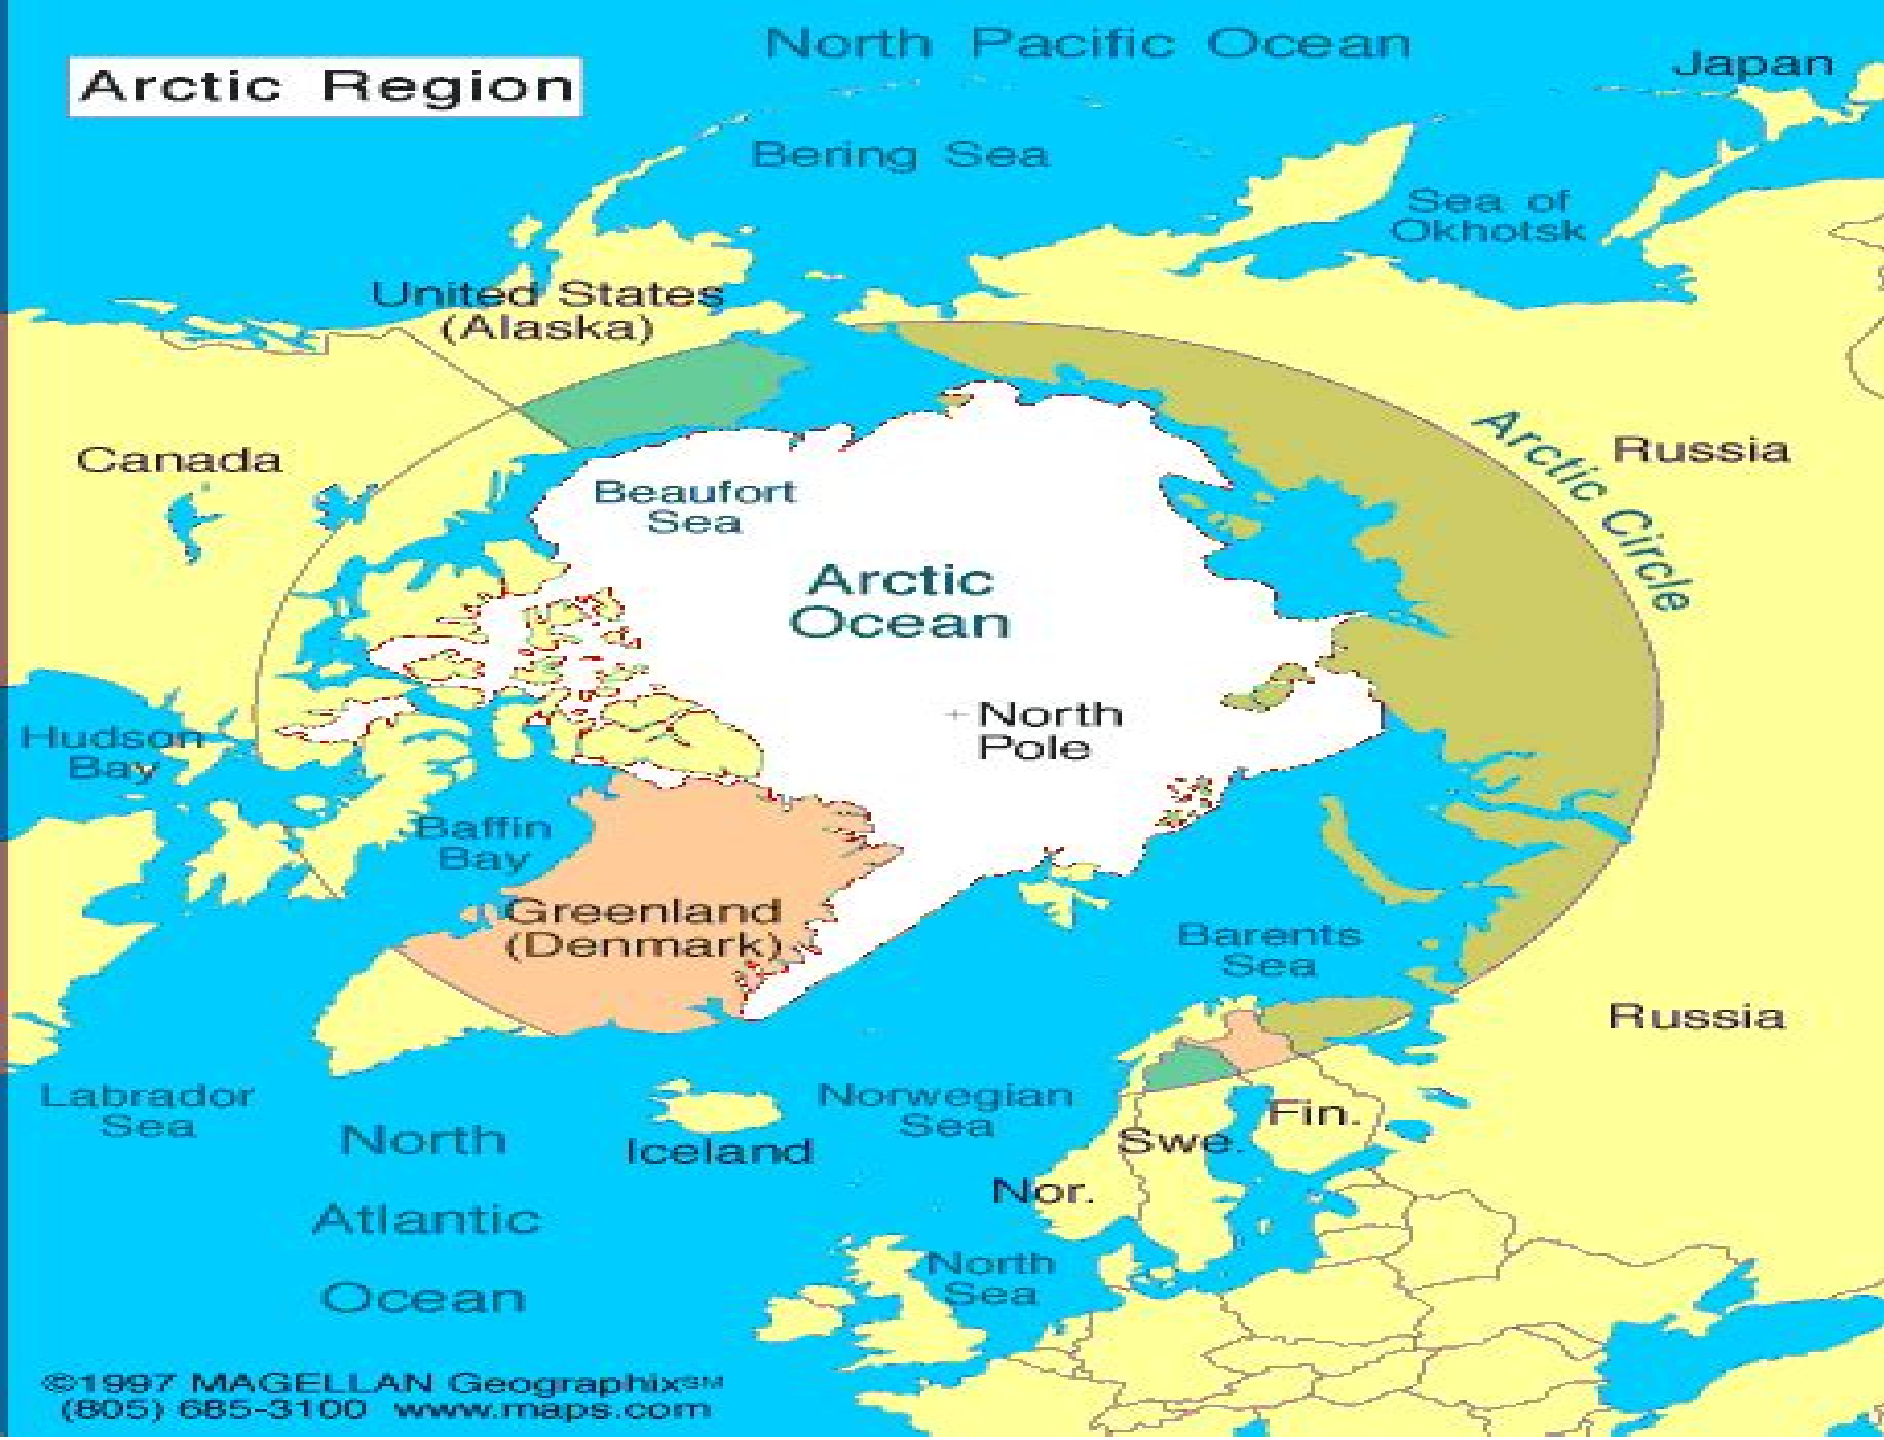 North Pacific Ocean
Arctic Region
Japan
Bering Sea
Sea of
Okhotsk
United States
(Alaska)
Canada
Beaufort
Sea
Arctic Circle
Russia
Arctic
Ocean
North
Pole
Hudson
Bay
Baffin
Bay
Greenland
(Denmark)
Barents
Sea
Russia
Labrador
Sea
North
Atlantic
Ocean
Iceland
Norwegian
Sea
Fin.
Swe.
Nor.
North
Sea
©1997 MAGELLAN Geographix℠
(805) 685-3100 www.maps.com